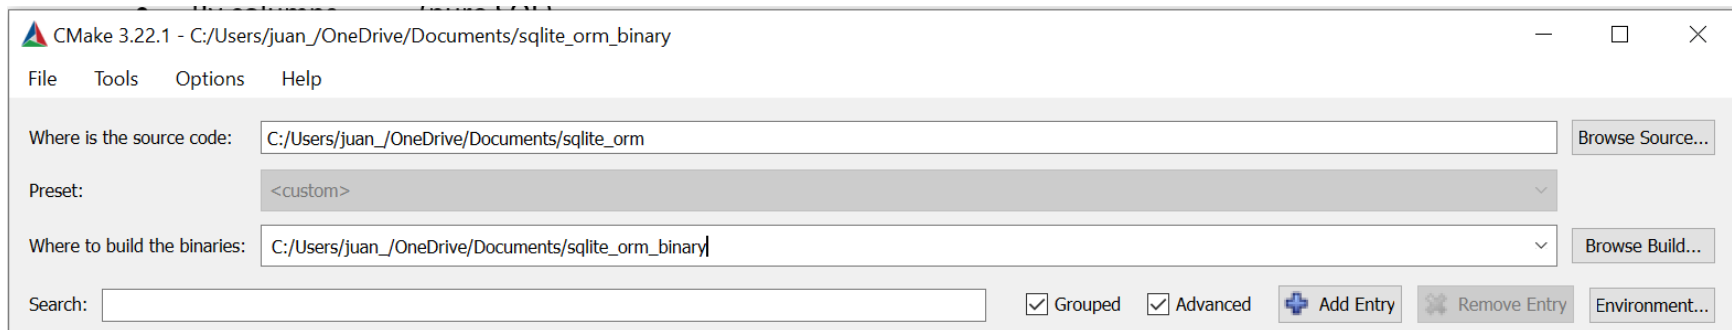 CMake 3.22.1 - C:/Users/juan_/OneDrive/Documents/sqlite_orm_binary
File Tools Options Help
Where is the source code: C:/Users/juan_/OneDrive/Documents/sqlite_orm Browse Source...
Preset: <custom>
Where to build the binaries: C:/Users/juan_/OneDrive/Documents/sqlite_orm_binary Browse Build...
Search: Grouped Advanced Add Entry Remove Entry Environment...